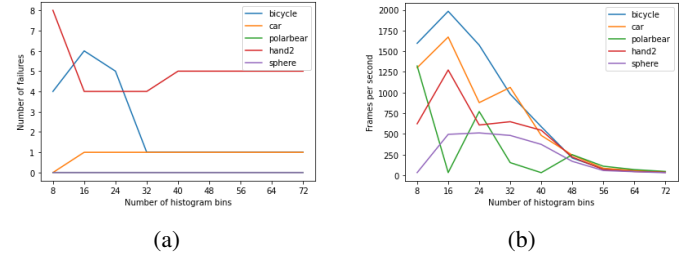 8
7
6
5
4
3
2
1
0
Number of failures
bicycle
car
polarbear
hand2
sphere
8 16 24 32 40 48 56 64 72
Number of histogram bins
(a)
2000
1750
1500
1250
1000
750
500
250
0
Frames per second
bicycle
car
polarbear
hand2
sphere
8 16 24 32 40 48 56 64 72
Number of histogram bins
(b)